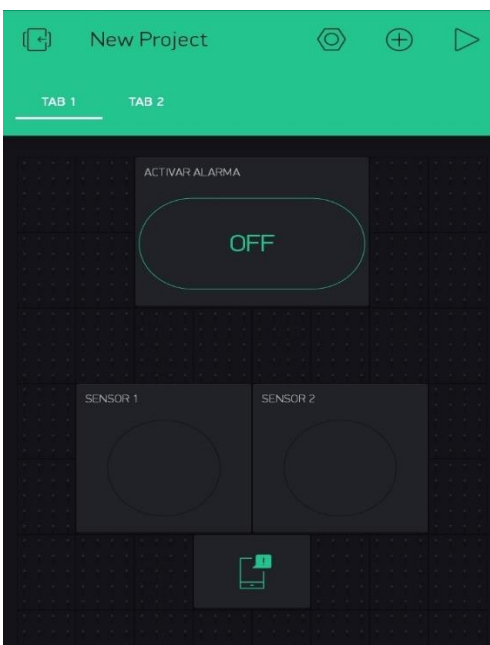 New Project
TAB 1 TAB 2
ACTIVAR ALARMA
OFF
SENSOR 1 SENSOR 2